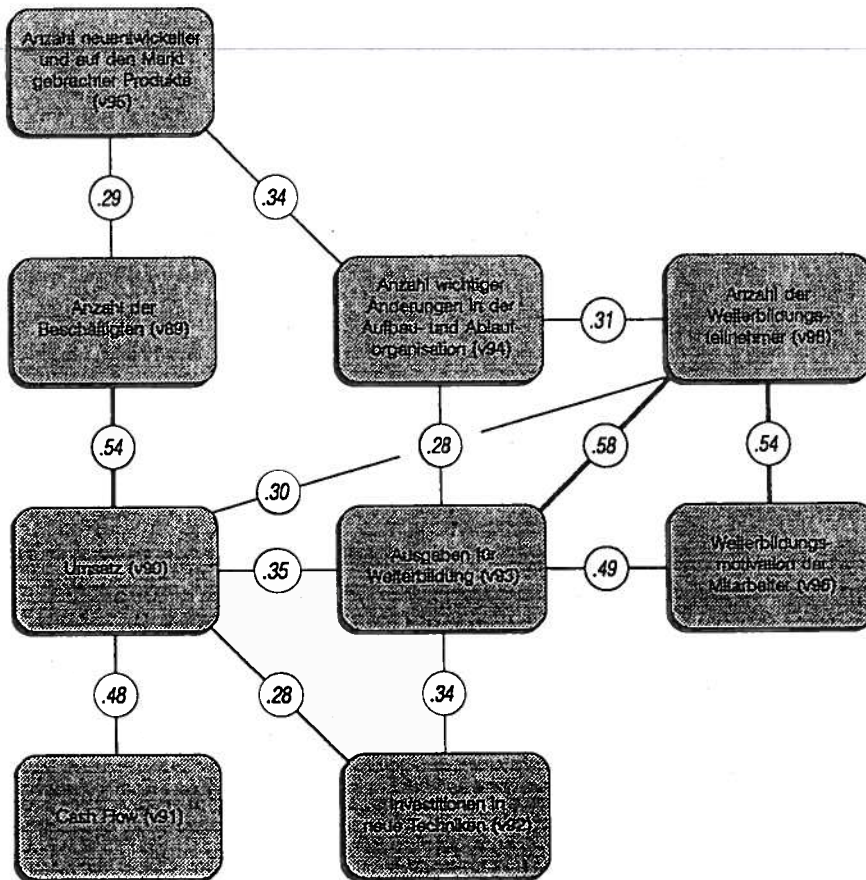 Anzahl neuentwickelter
und auf den Markt
gebrachter Produkte
.29
.34
Anzahl der
Beschäftigten (v89)
Anzahl wichtiger
Änderungen in der
Aufbau- und Ablauf-
organisation (v94)
.31
Anzahl der
Weiterbildungs-
teilnehmer
.54
.28
.58
.54
.30
Umsatz (v90)
.35
Ausgaben für
Weiterbildung (v93)
.49
Weiterbildungs-
motivation der
Mitarbeiter
.48
.28
.34
Cash Flow (v91)
Investitionen in
neue Techniken (v92)